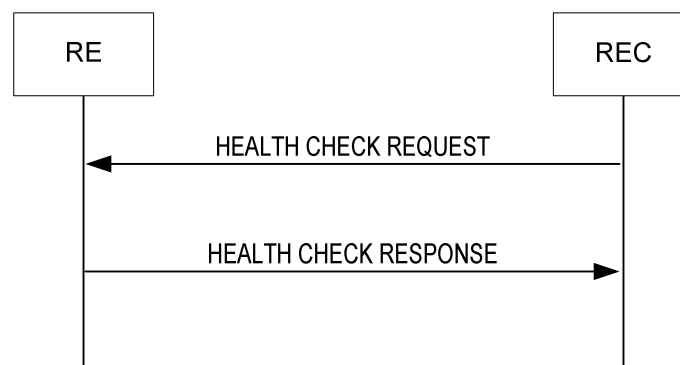 RE
REC
HEALTH CHECK REQUEST
HEALTH CHECK RESPONSE